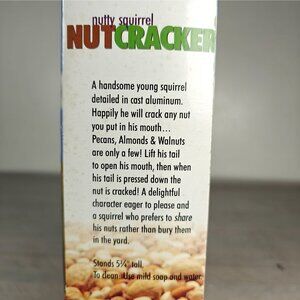 nutty squirrel
NUTCRACKER
A handsome young squirrel
detailed in cast aluminum.
Happily he will crack any nut
you put in his mouth...
Pecans, Almonds & Walnuts
are only a few! Lift his tail
to open his mouth, then when
his tail is pressed down the
nut is cracked! A delightful
character eager to please and
a squirrel who prefers to share
his nuts rather than bury them
in the yard.
Stands 5¼" tall.
To clean: Use mild soap and water.